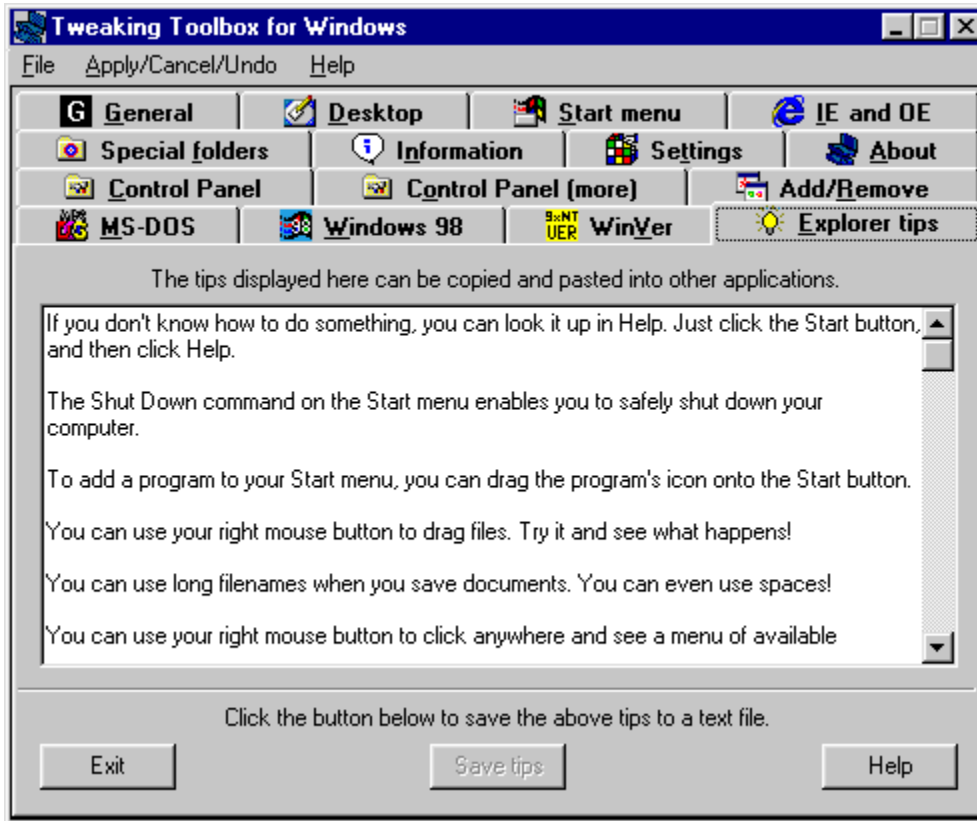 Tweaking Toolbox for Windows
File Apply/Cancel/Undo Help
G General Desktop Start menu IE and OE
Special folders Information Settings About
Control Panel Control Panel (more) Add/Remove
MS-DOS Windows 98 9xNT VER WinVer Explorer tips
The tips displayed here can be copied and pasted into other applications.
If you don't know how to do something, you can look it up in Help. Just click the Start button,
and then click Help.
The Shut Down command on the Start menu enables you to safely shut down your
computer.
To add a program to your Start menu, you can drag the program's icon onto the Start button.
You can use your right mouse button to drag files. Try it and see what happens!
You can use long filenames when you save documents. You can even use spaces!
You can use your right mouse button to click anywhere and see a menu of available
Click the button below to save the above tips to a text file.
Exit Save tips Help